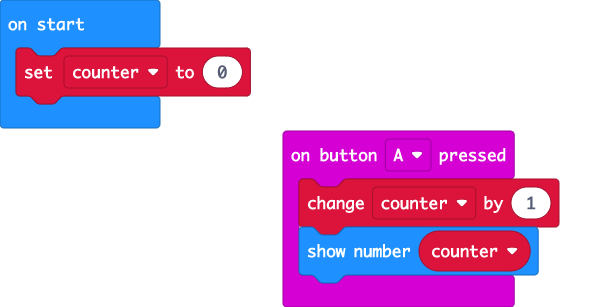 on start
set counter to 0
on button A pressed
change counter by 1
show number counter